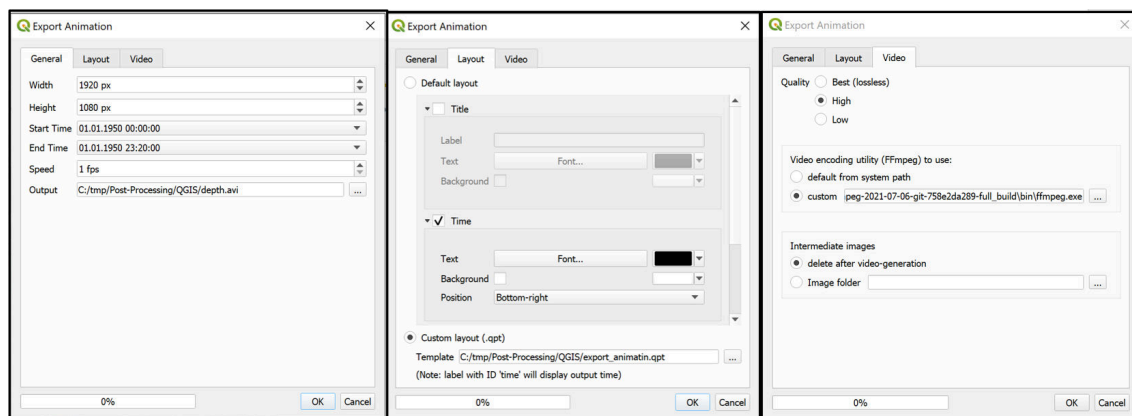 Export Animation
General Layout Video
Width 1920 px
Height 1080 px
Start Time 01.01.1950 00:00:00
End Time 01.01.1950 23:20:00
Speed 1 fps
Output C:/tmp/Post-Processing/QGIS/depth.avi ...
0% OK Cancel
Export Animation
General Layout Video
Default layout
Title
Label
Text Font...
Background
Time
Text Font...
Background
Position Bottom-right
Custom layout (.qpt)
Template C:/tmp/Post-Processing/QGIS/export_animatin.qpt ...
(Note: label with ID 'time' will display output time)
0% OK Cancel
Export Animation
General Layout Video
Quality Best (lossless)
High
Low
Video encoding utility (FFmpeg) to use:
default from system path
custom peg-2021-07-06-git-758e2da289-full_build\bin\ffmpeg.exe ...
Intermediate images
delete after video-generation
Image folder ...
0% OK Cancel